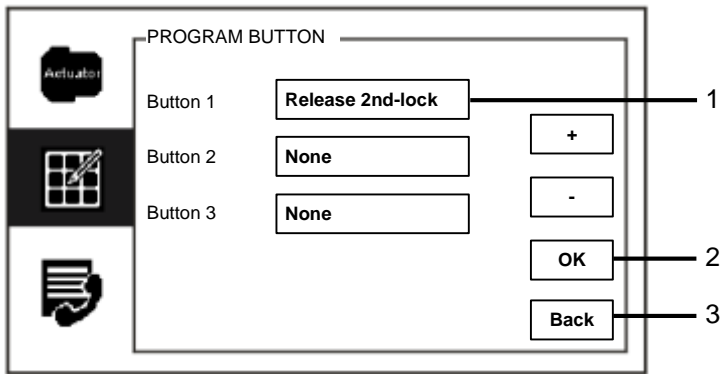 PROGRAM BUTTON
Actuator
Button 1 Release 2nd-lock 1
+
Button 2 None
-
Button 3 None
OK 2
Back 3